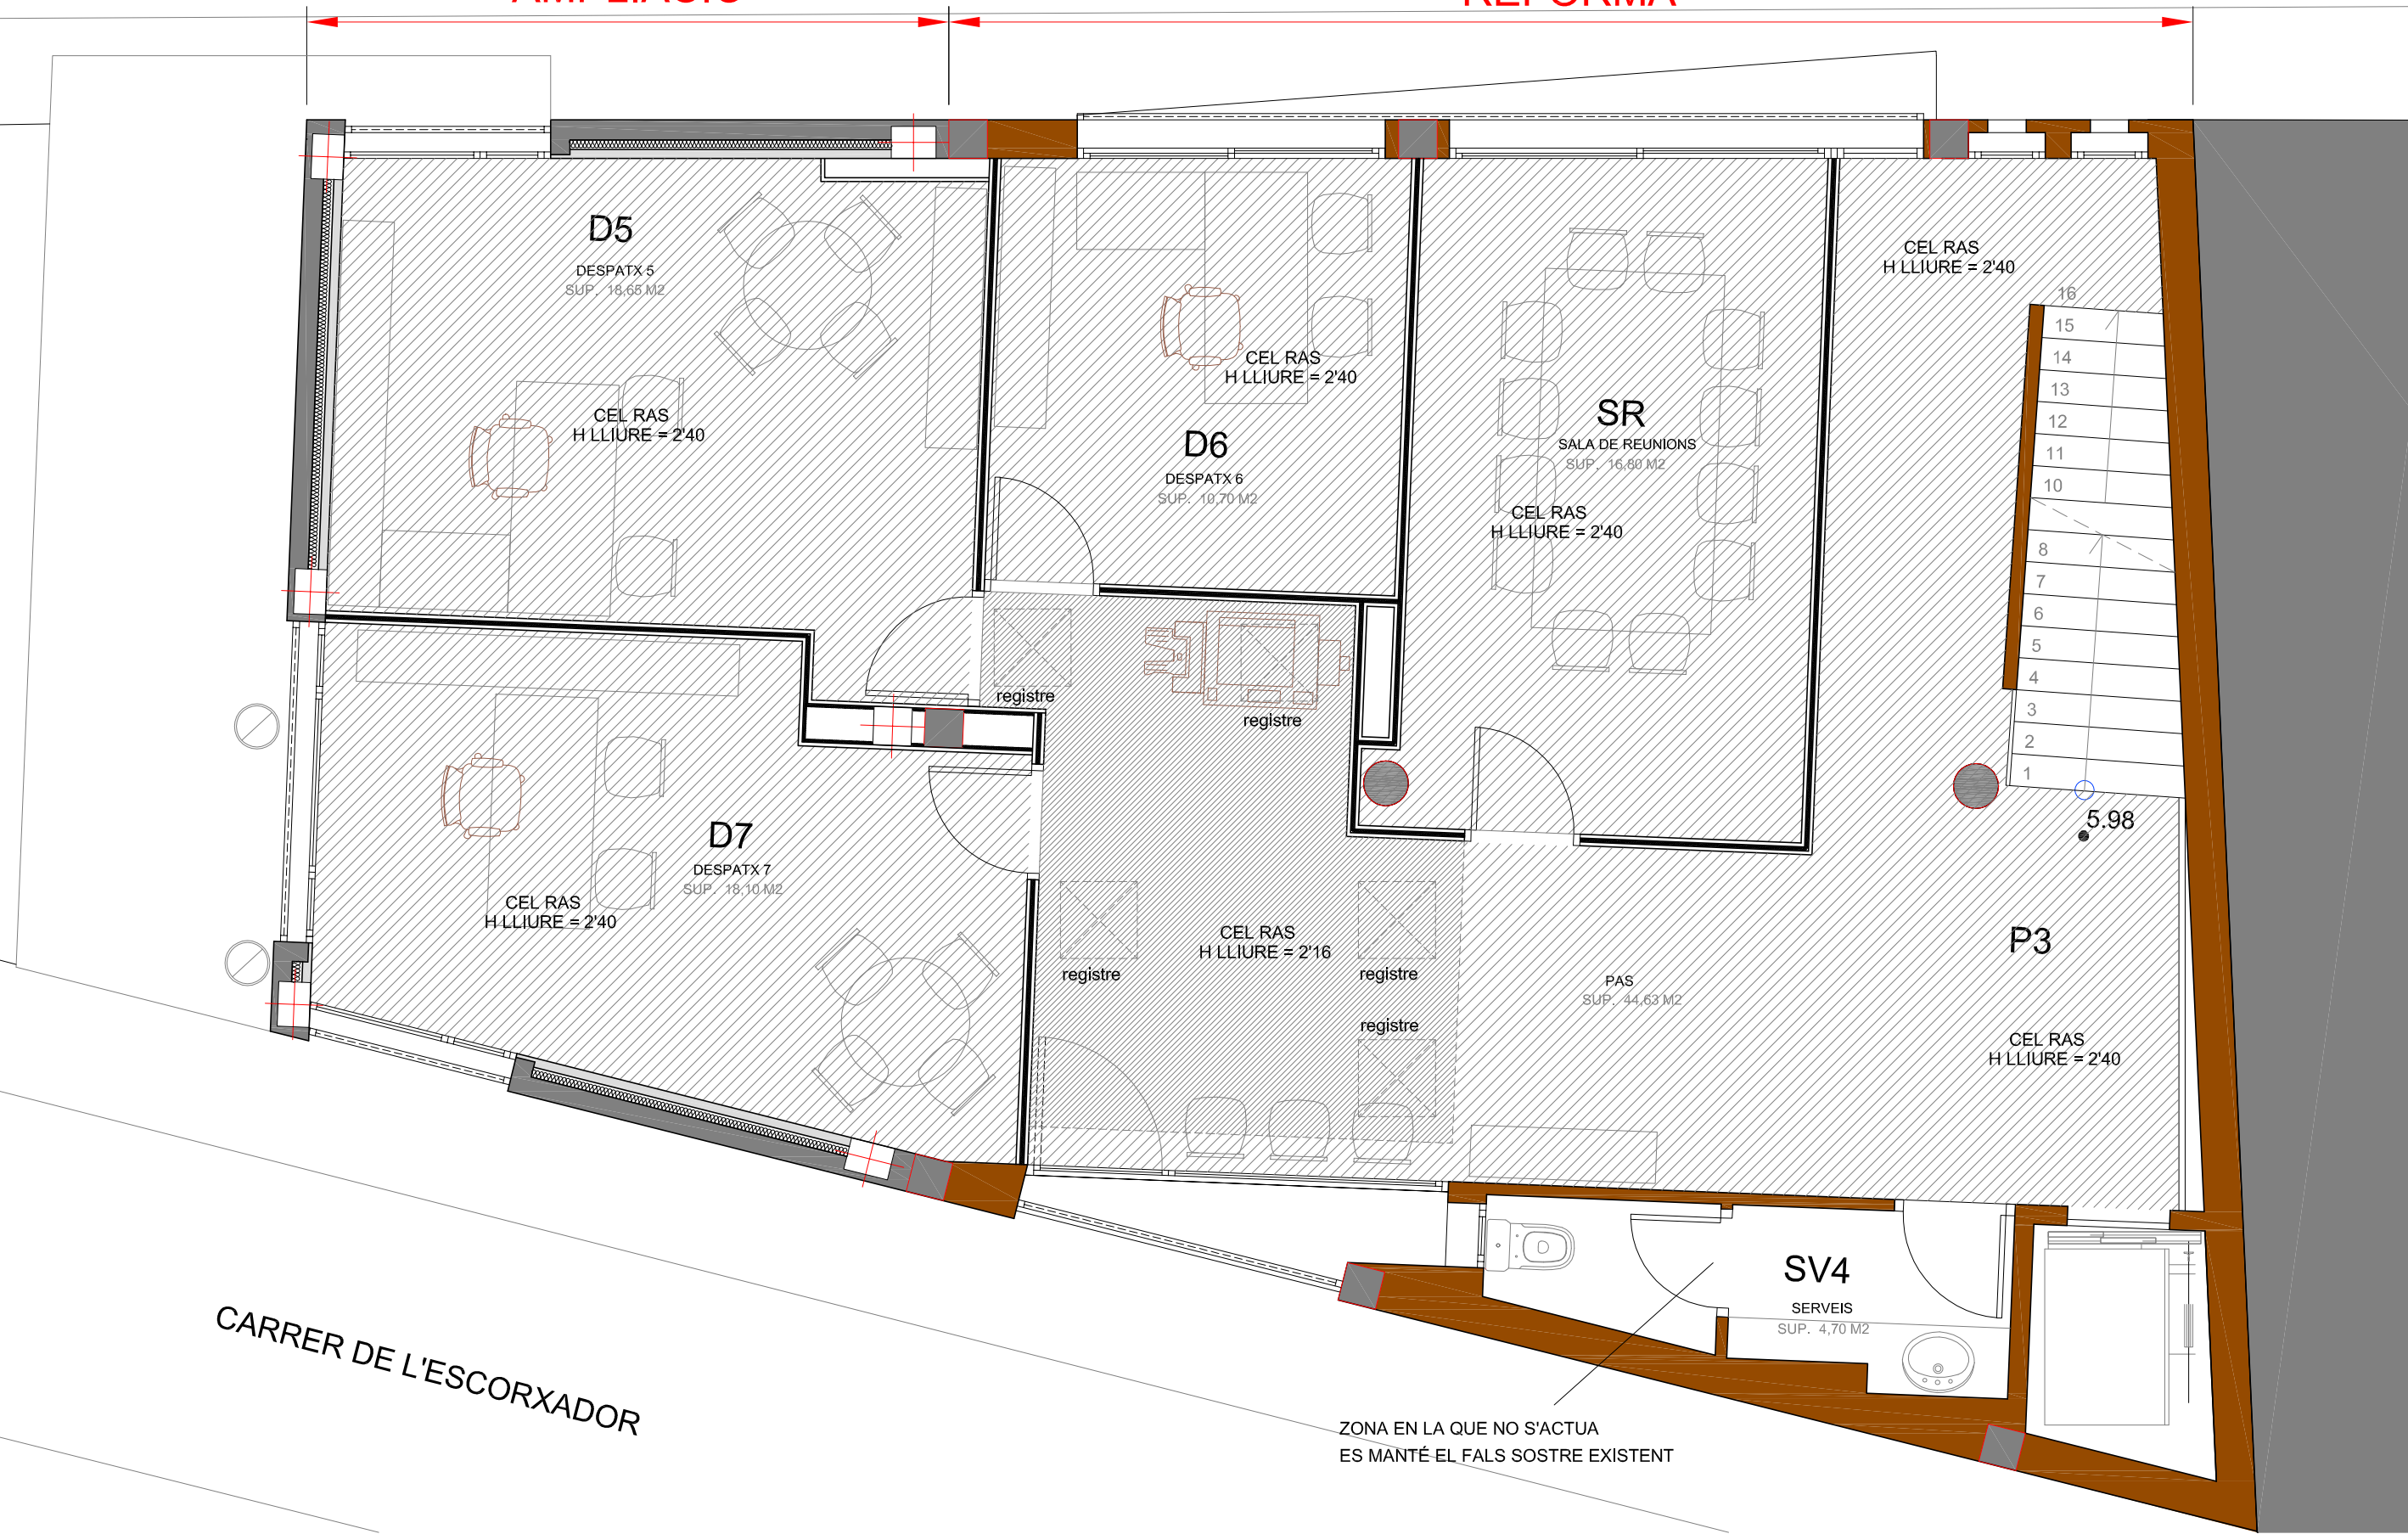 AMPLIACIÓ
REFORMA
D5
DESPATX 5
SUP. 18,65 M2
CEL RAS
H LLIURE = 2'40
CEL RAS
H LLIURE = 2'40
D6
DESPATX 6
SUP. 10,70 M2
SR
SALA DE REUNIONS
SUP. 16,80 M2
CEL RAS
H LLIURE = 2'40
CEL RAS
H LLIURE = 2'40
16
15
14
13
12
11
10
8
7
6
5
4
3
2
1
5.98
registre
registre
D7
DESPATX 7
SUP. 18,10 M2
CEL RAS
H LLIURE = 2'40
CEL RAS
H LLIURE = 2'16
registre
registre
registre
P3
PAS
SUP. 44,63 M2
CEL RAS
H LLIURE = 2'40
SV4
SERVEIS
SUP. 4,70 M2
CARRER DE L'ESCORXADOR
ZONA EN LA QUE NO S'ACTUA
ES MANTÉ EL FALS SOSTRE EXISTENT